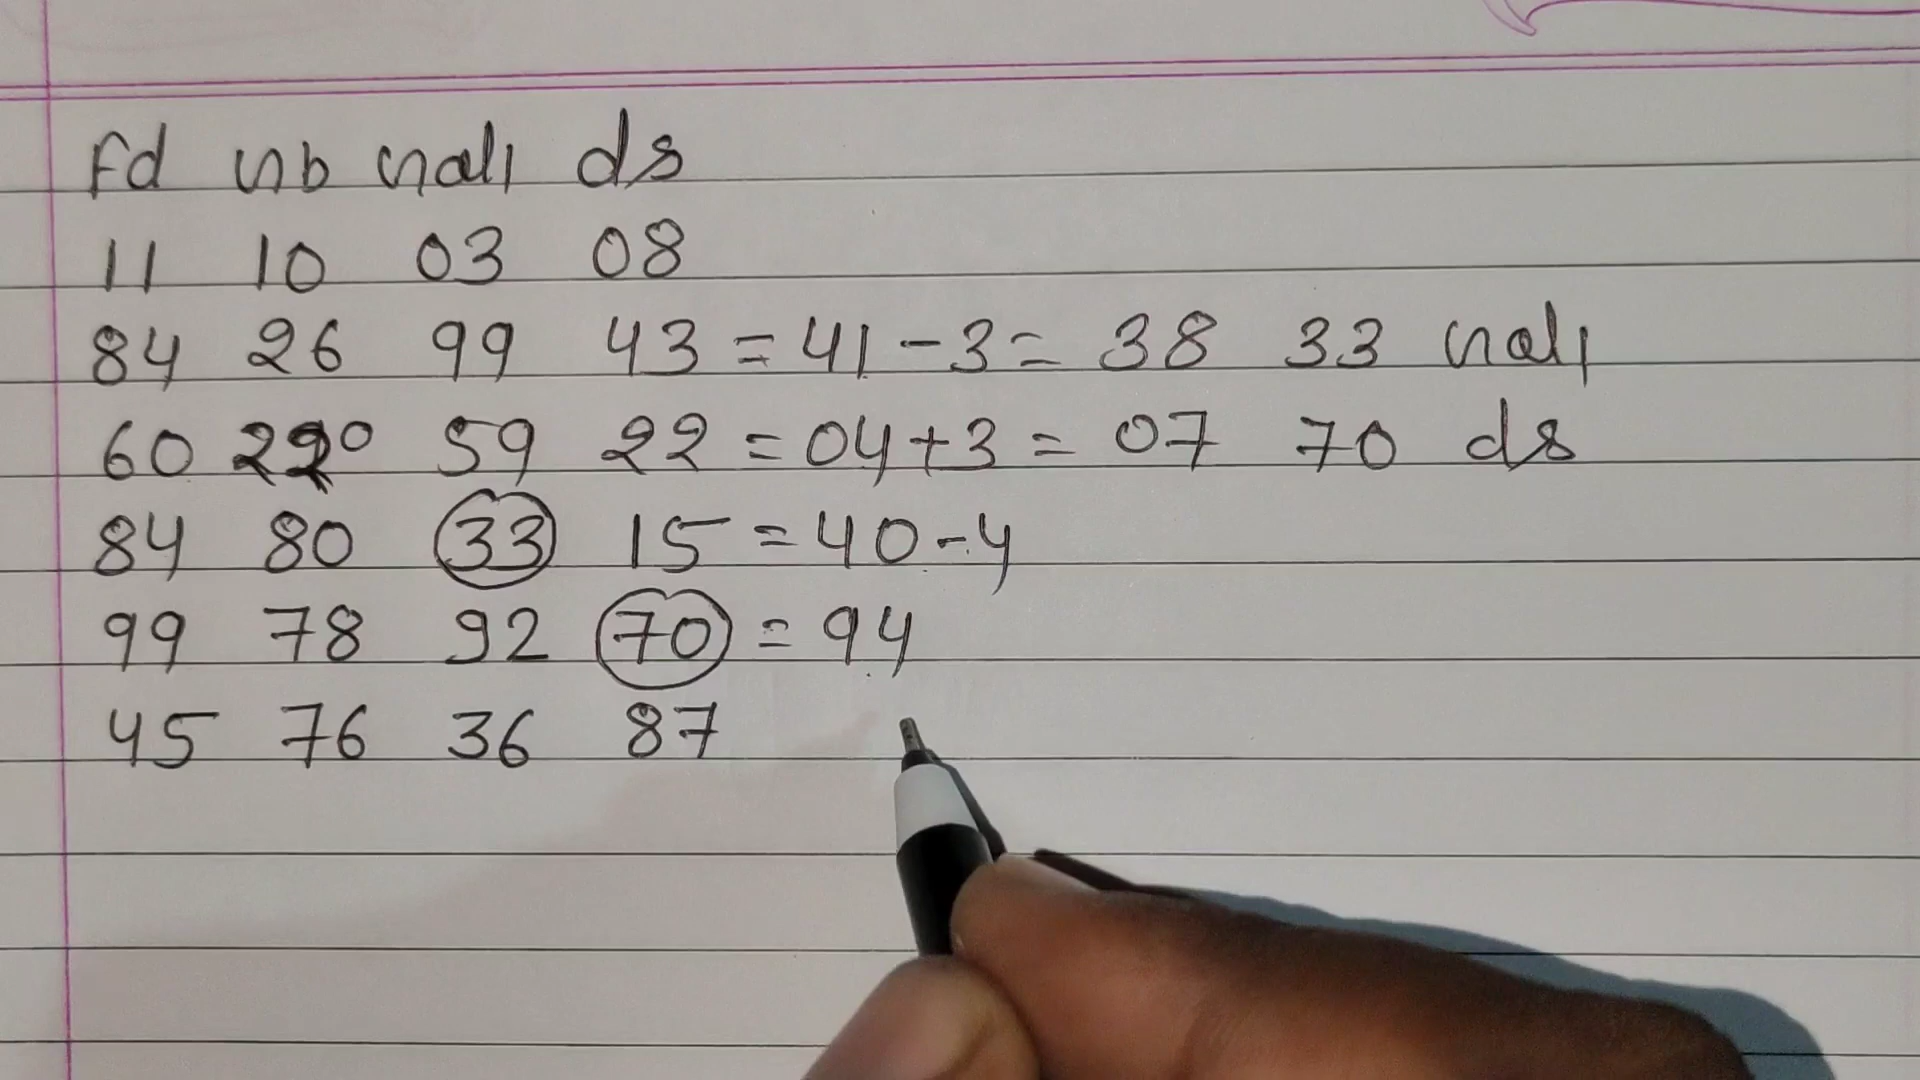 Fd nb nali ds
11 10 03 08
84 26 99 43 = 41 - 3 = 38 33 nali
60 20 59 22 = 04 + 3 = 07 70 ds
84 80 33 15 = 40 - 4
99 78 92 70 = 94
45 76 36 87